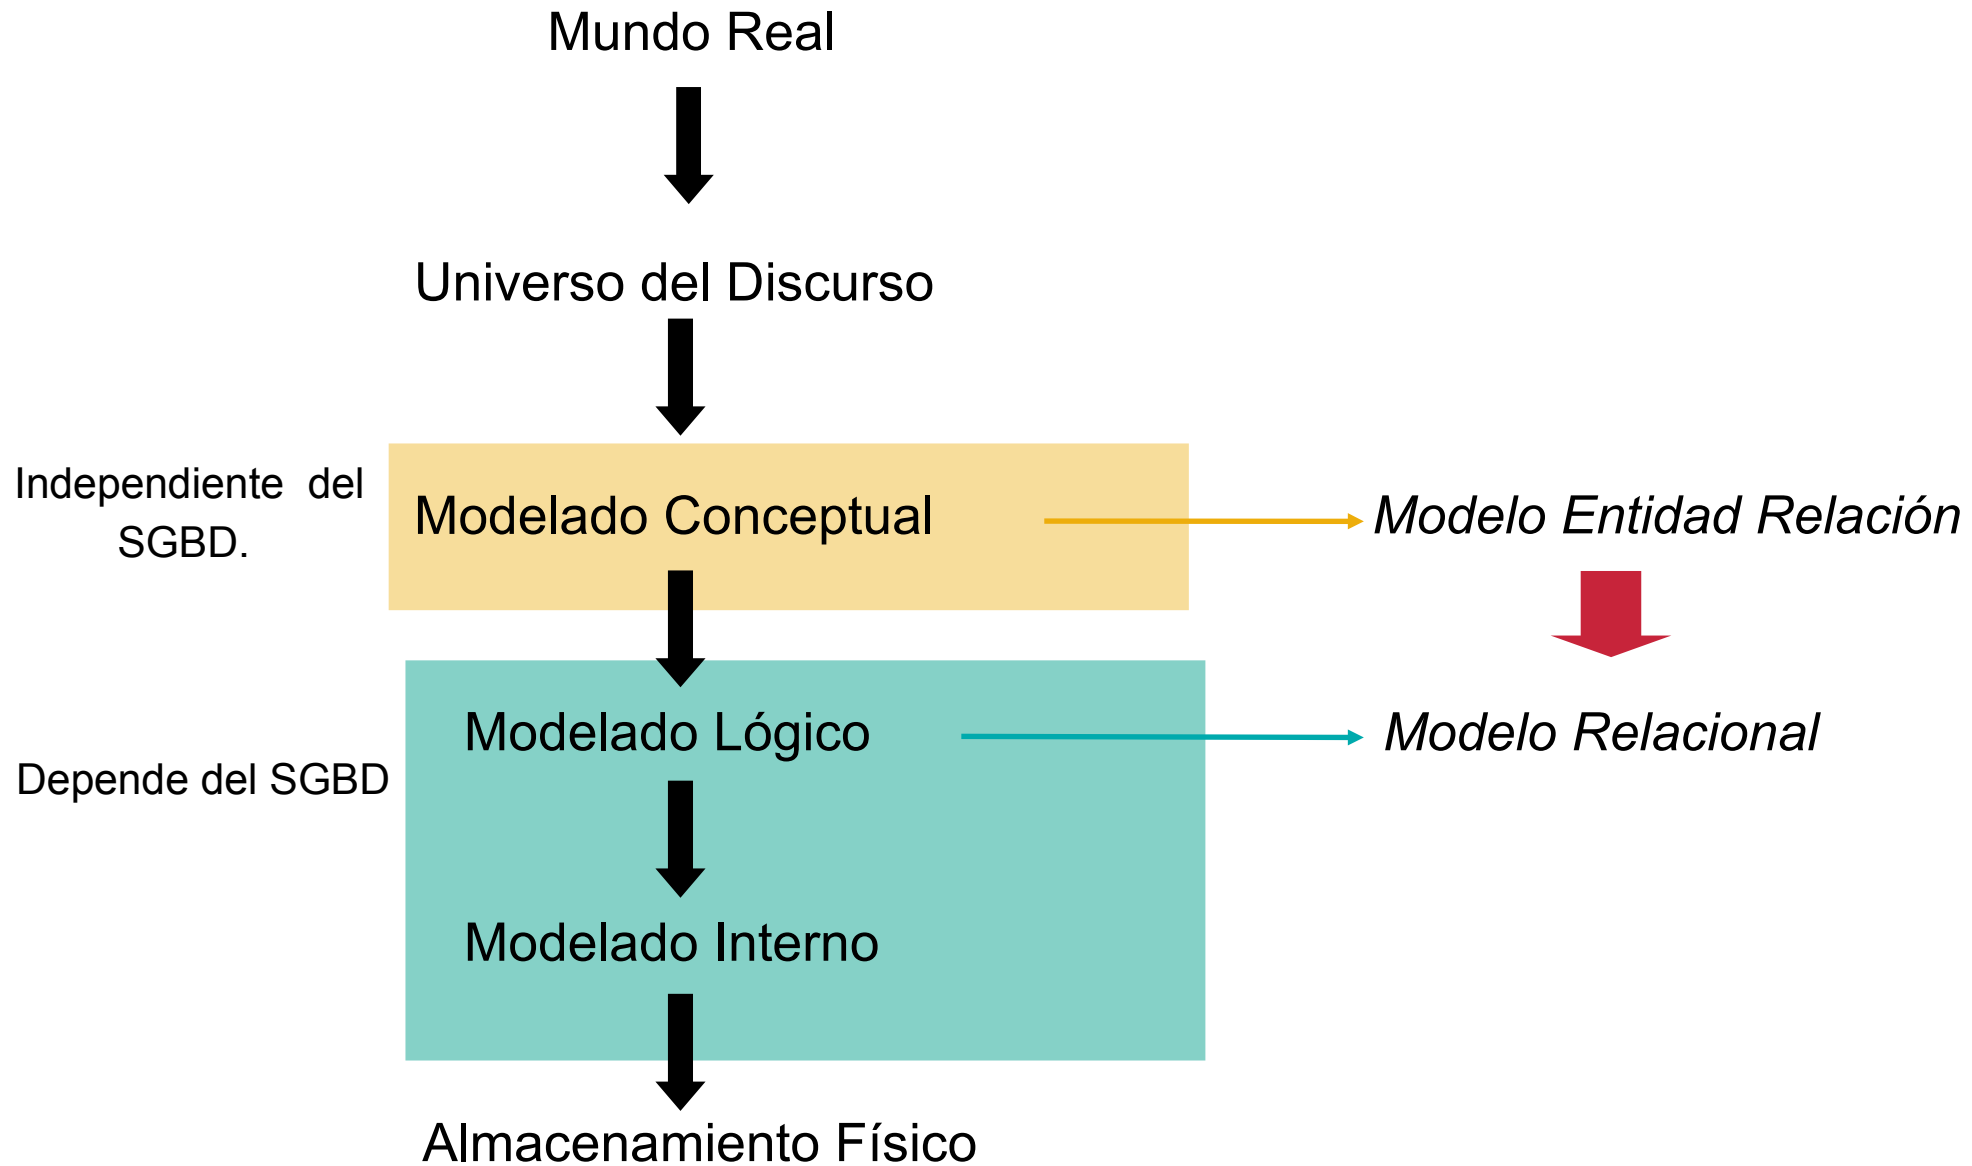 Mundo Real
Universo del Discurso
Independiente del
SGBD.
Modelado Conceptual
Modelo Entidad Relación
Modelado Lógico
Modelo Relacional
Depende del SGBD
Modelado Interno
Almacenamiento Físico